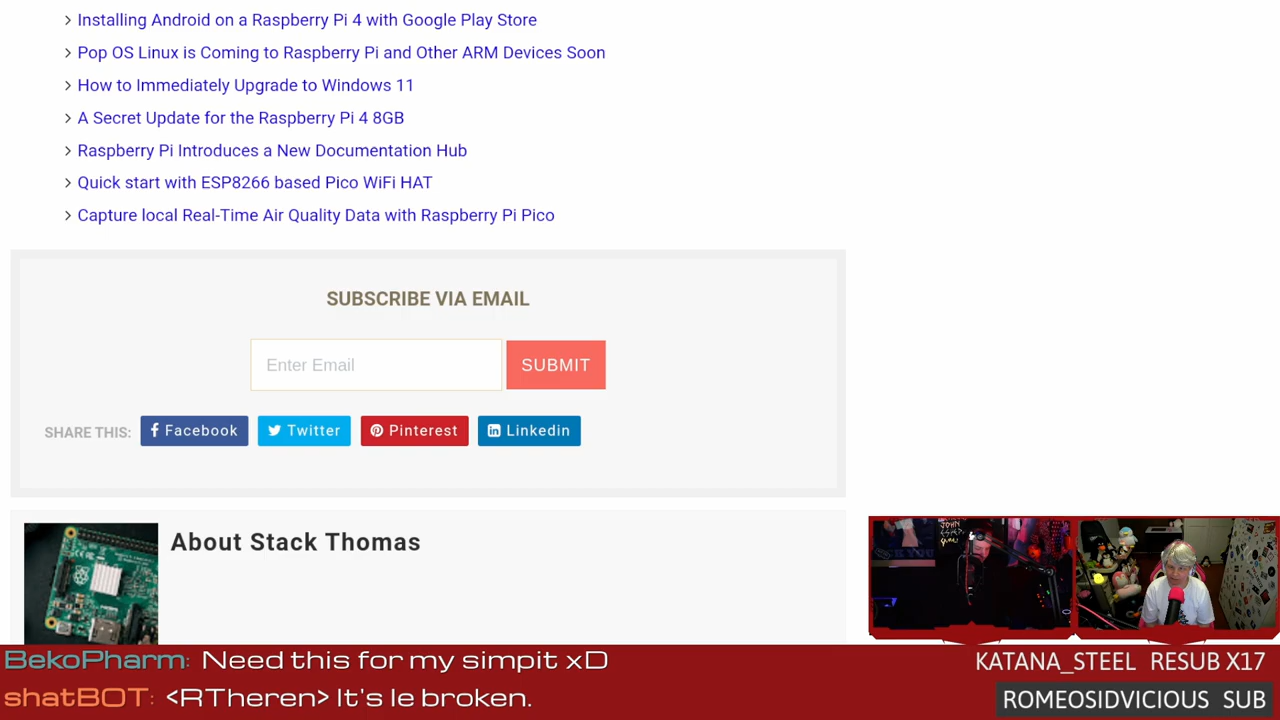 Installing Android on a Raspberry Pi 4 with Google Play Store
Pop OS Linux is Coming to Raspberry Pi and Other ARM Devices Soon
How to Immediately Upgrade to Windows 11
A Secret Update for the Raspberry Pi 4 8GB
Raspberry Pi Introduces a New Documentation Hub
Quick start with ESP8266 based Pico WiFi HAT
Capture local Real-Time Air Quality Data with Raspberry Pi Pico
SUBSCRIBE VIA EMAIL
Enter Email
SUBMIT
SHARE THIS:
Facebook
Twitter
Pinterest
Linkedin
About Stack Thomas
BekoPharm: Need this for my simpit xD
shatBOT: <RTheren> It's le broken.
KATANA_STEEL RESUB X17
ROMEOSIDVICIOUS SUB